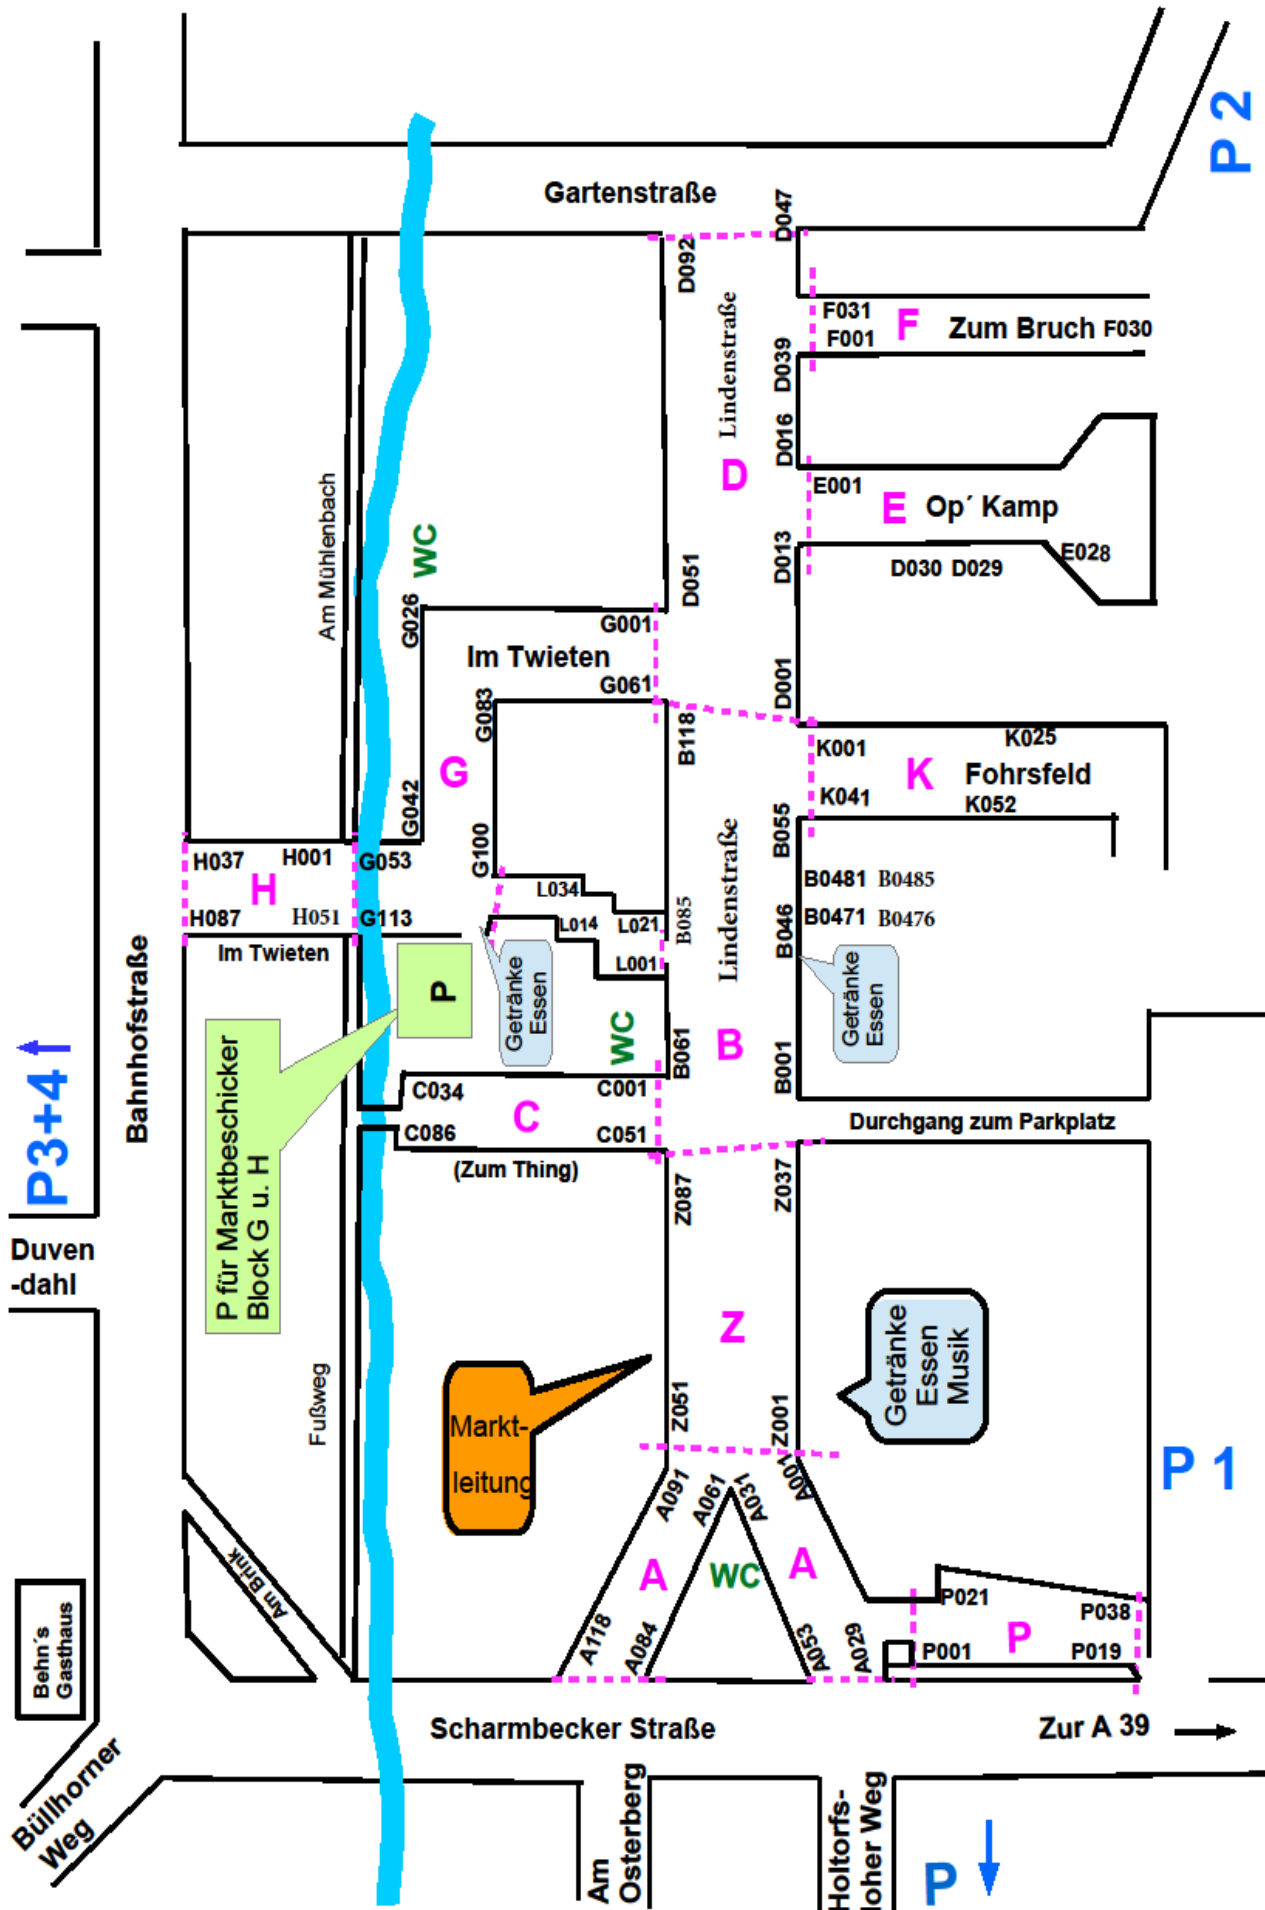 P 2
Gartenstraße
D047
D092
Lindenstraße
F031
F001
F
Zum Bruch F030
D039
D016
D
E001
E
Op´ Kamp
Am Mühlenbach
WC
D013
D030 D029
E028
D051
G026
G001
Im Twieten
G061
D001
G083
B118
K001
K025
G
K
Fohrsfeld
K041
K052
G042
B055
G100
Lindenstraße
H037
H001
G053
H
L034
B0481 B0485
H087
H051
G113
L014
L021
B085
B046
B0471 B0476
Im Twieten
L001
Getränke
Essen
Getränke
Essen
P
Bahnhofstraße
WC
B061
B
B001
P3+4
P für Marktbeschicker
Block G u. H
C034
C001
C
C086
C051
Durchgang zum Parkplatz
(Zum Thing)
Z087
Z037
Duven
-dahl
Z
Getränke
Essen
Musik
Fußweg
Markt-
leitung
Z051
Z001
P 1
A091
A061
A031
A001
Am Brink
A
WC
A
P021
P038
P
Behn´s
Gasthaus
A118
A084
A053
A029
P001
P019
Scharmbecker Straße
Zur A 39
Büllhorner
Weg
Am
Osterberg
Holtorfs-
loher Weg
P